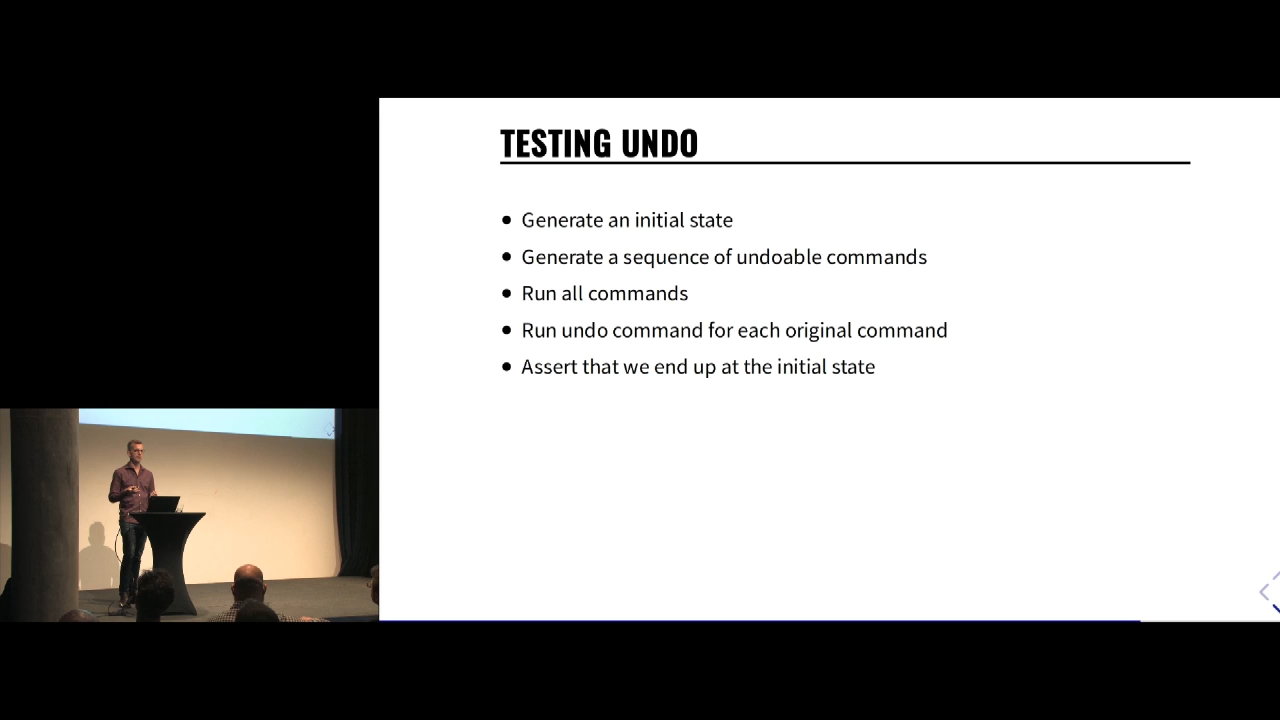 TESTING UNDO
Generate an initial state
Generate a sequence of undoable commands
Run all commands
Run undo command for each original command
Assert that we end up at the initial state